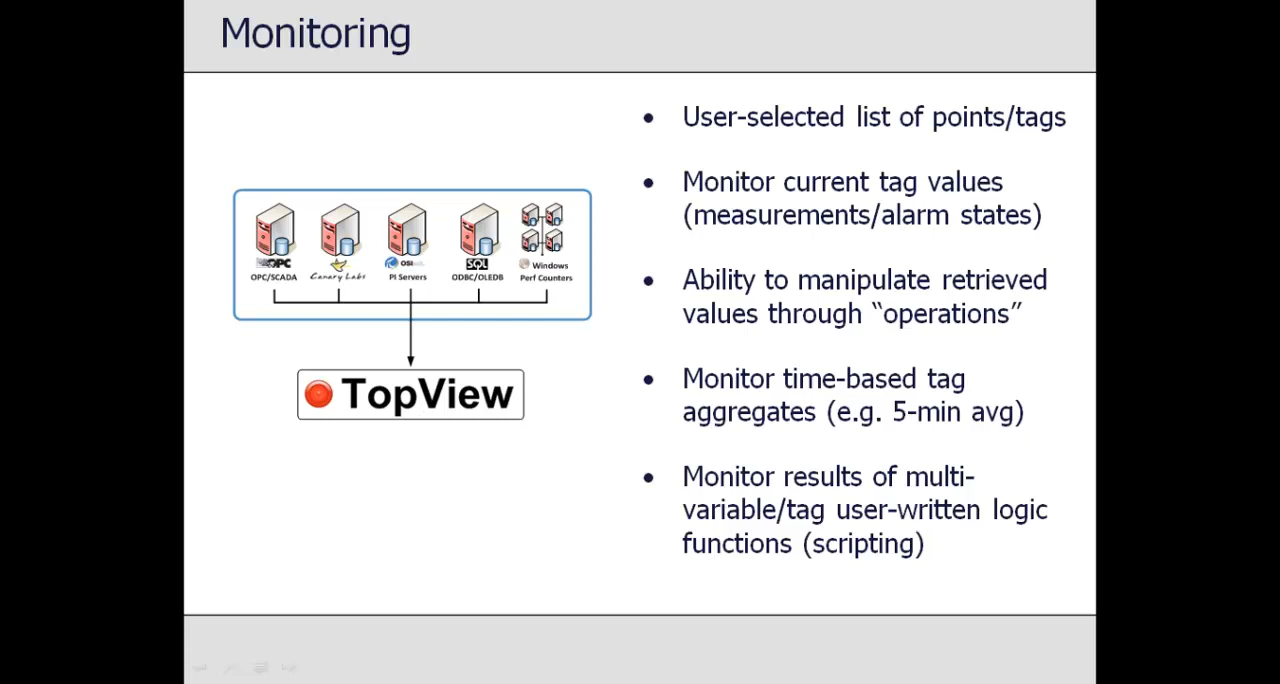 Monitoring
OPC
OPC/SCADA
Canary Labs
OSI
PI Servers
SQL
ODBC/OLEDB
Windows
Perf Counters
TopView
• User-selected list of points/tags
• Monitor current tag values
(measurements/alarm states)
• Ability to manipulate retrieved
values through “operations”
• Monitor time-based tag
aggregates (e.g. 5-min avg)
• Monitor results of multi-
variable/tag user-written logic
functions (scripting)